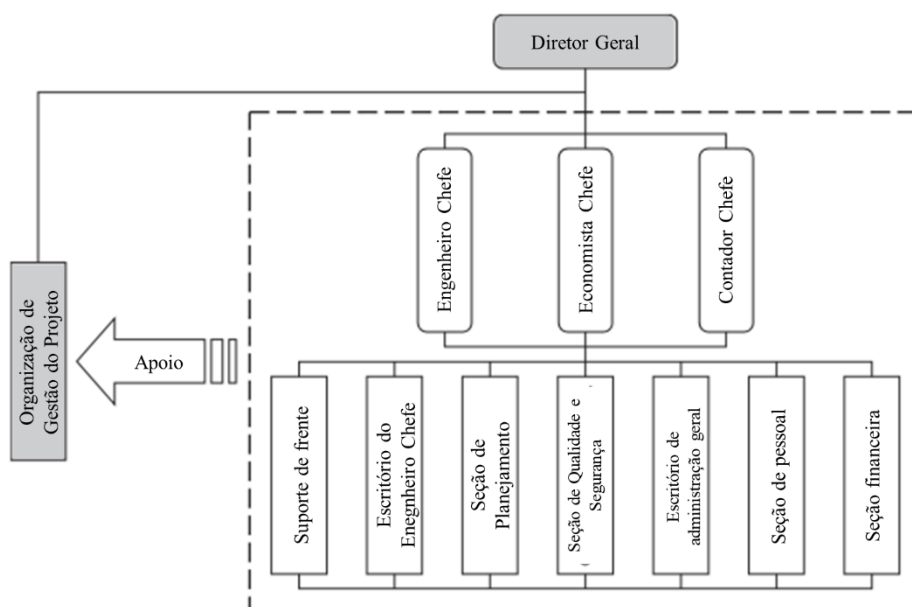 Diretor Geral
Engenheiro Chefe
Economista Chefe
Contador Chefe
Organização de
Gestão do Projeto
Apoio
Suporte de frente
Escritório do
Enegnheiro Chefe
Seção de
Planejamento
Seção de Qualidade e
Segurança
Escritório de
administração geral
Seção de pessoal
Seção financeira